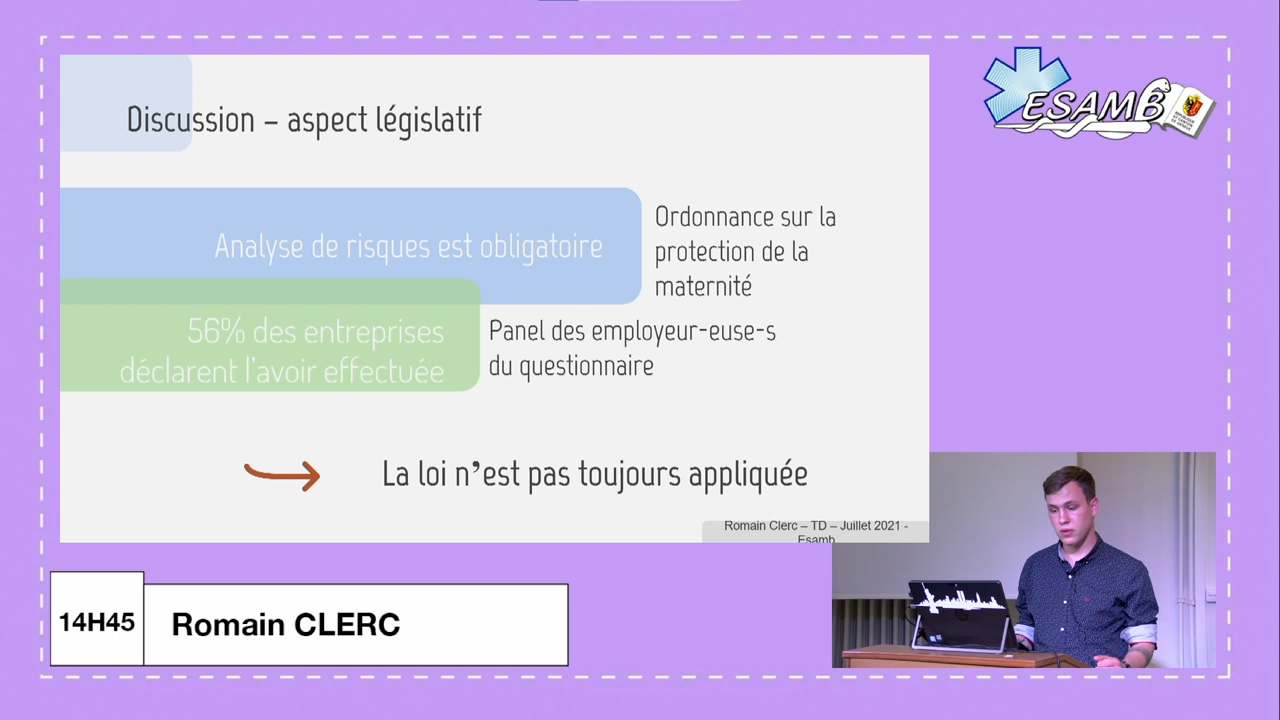 Discussion – aspect législatif
Analyse de risques est obligatoire
Ordonnance sur la
protection de la
maternité
56% des entreprises
déclarent l'avoir effectuée
Panel des employeur-euse-s
du questionnaire
La loi n'est pas toujours appliquée
Romain Clerc – TD – Juillet 2021 -
Esamb
14H45
Romain CLERC
ESAMB